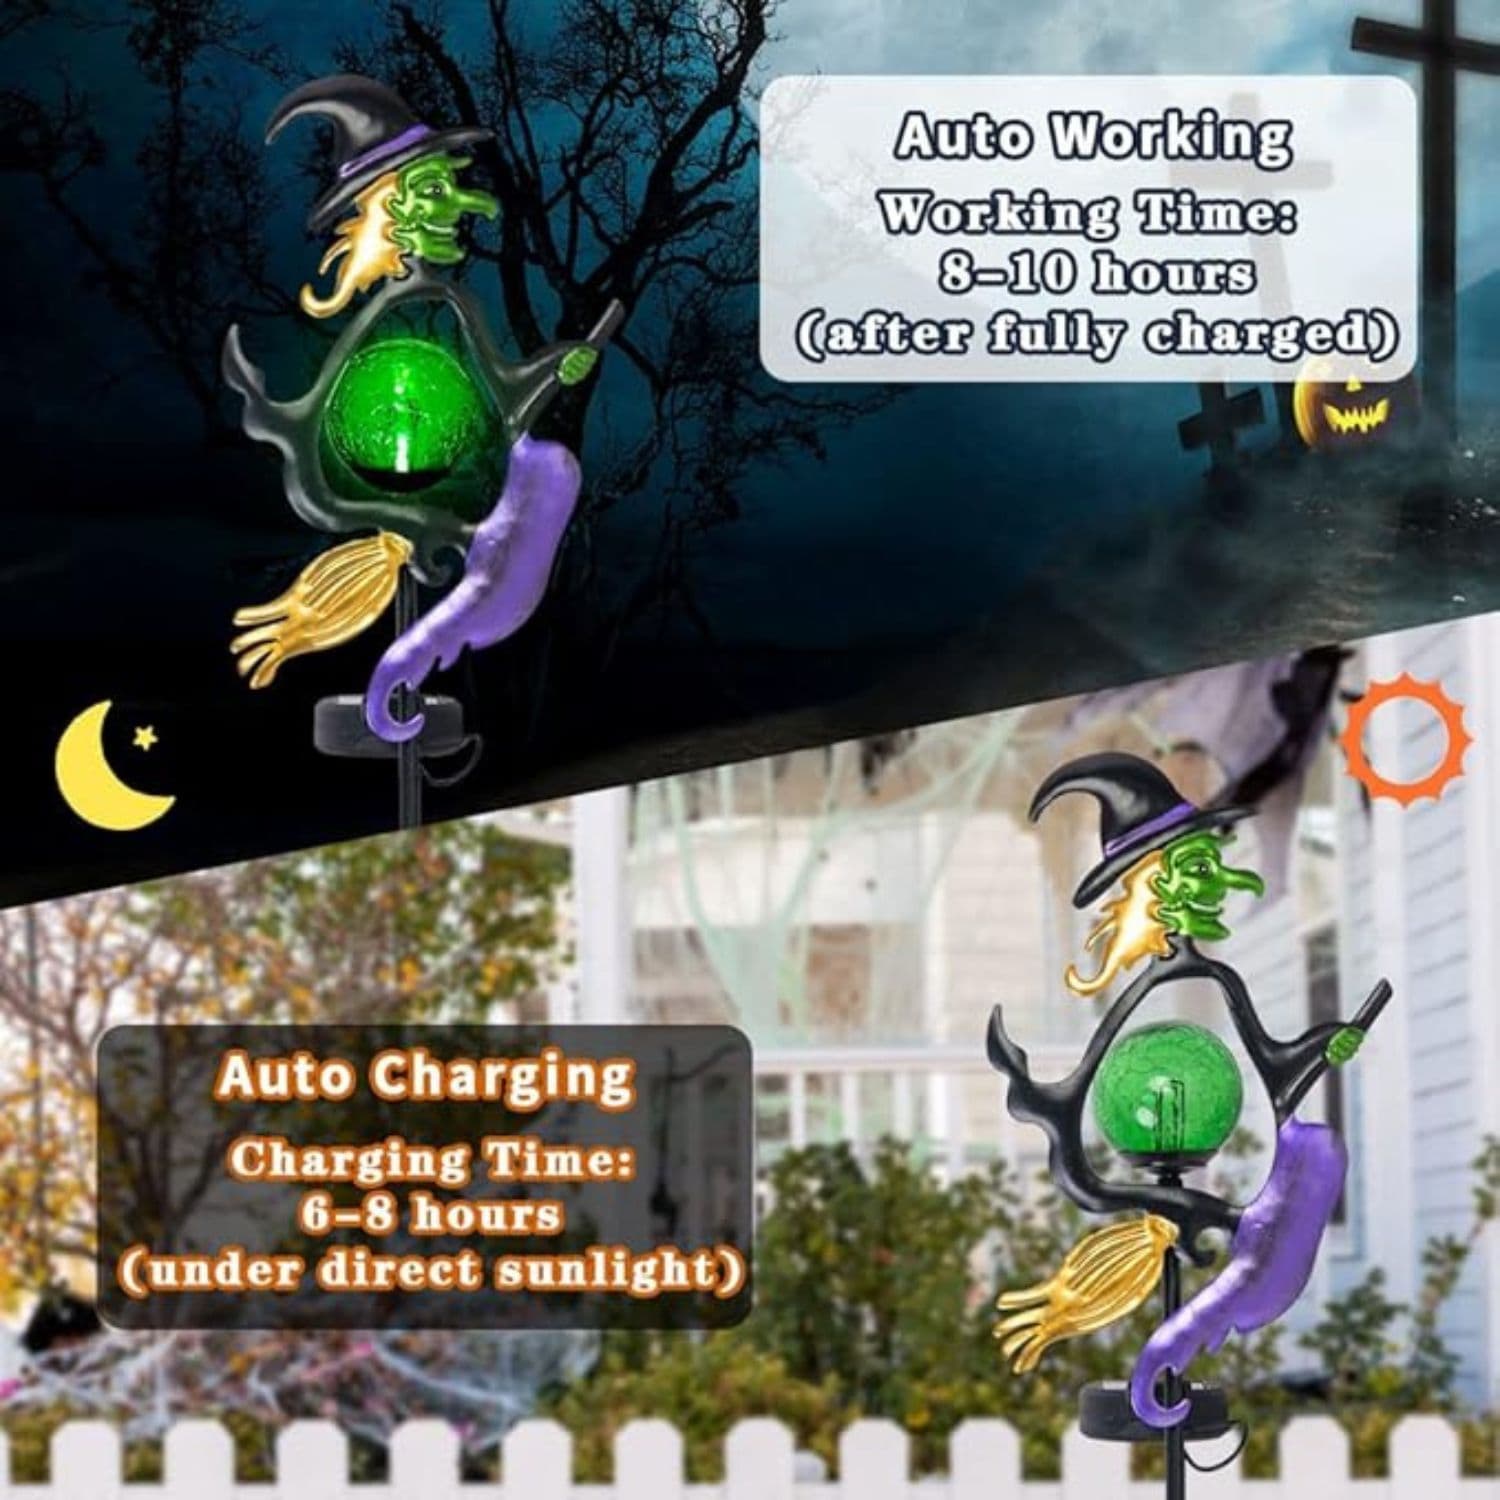 Auto Working
Working Time:
8-10 hours
(after fully charged)
Auto Charging
Charging Time:
6-8 hours
(under direct sunlight)